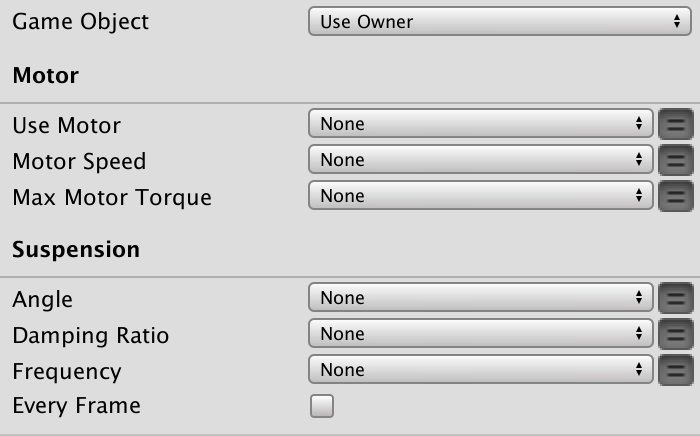 Game Object Use Owner
Motor
Use Motor None
Motor Speed None
Max Motor Torque None
Suspension
Angle None
Damping Ratio None
Frequency None
Every Frame